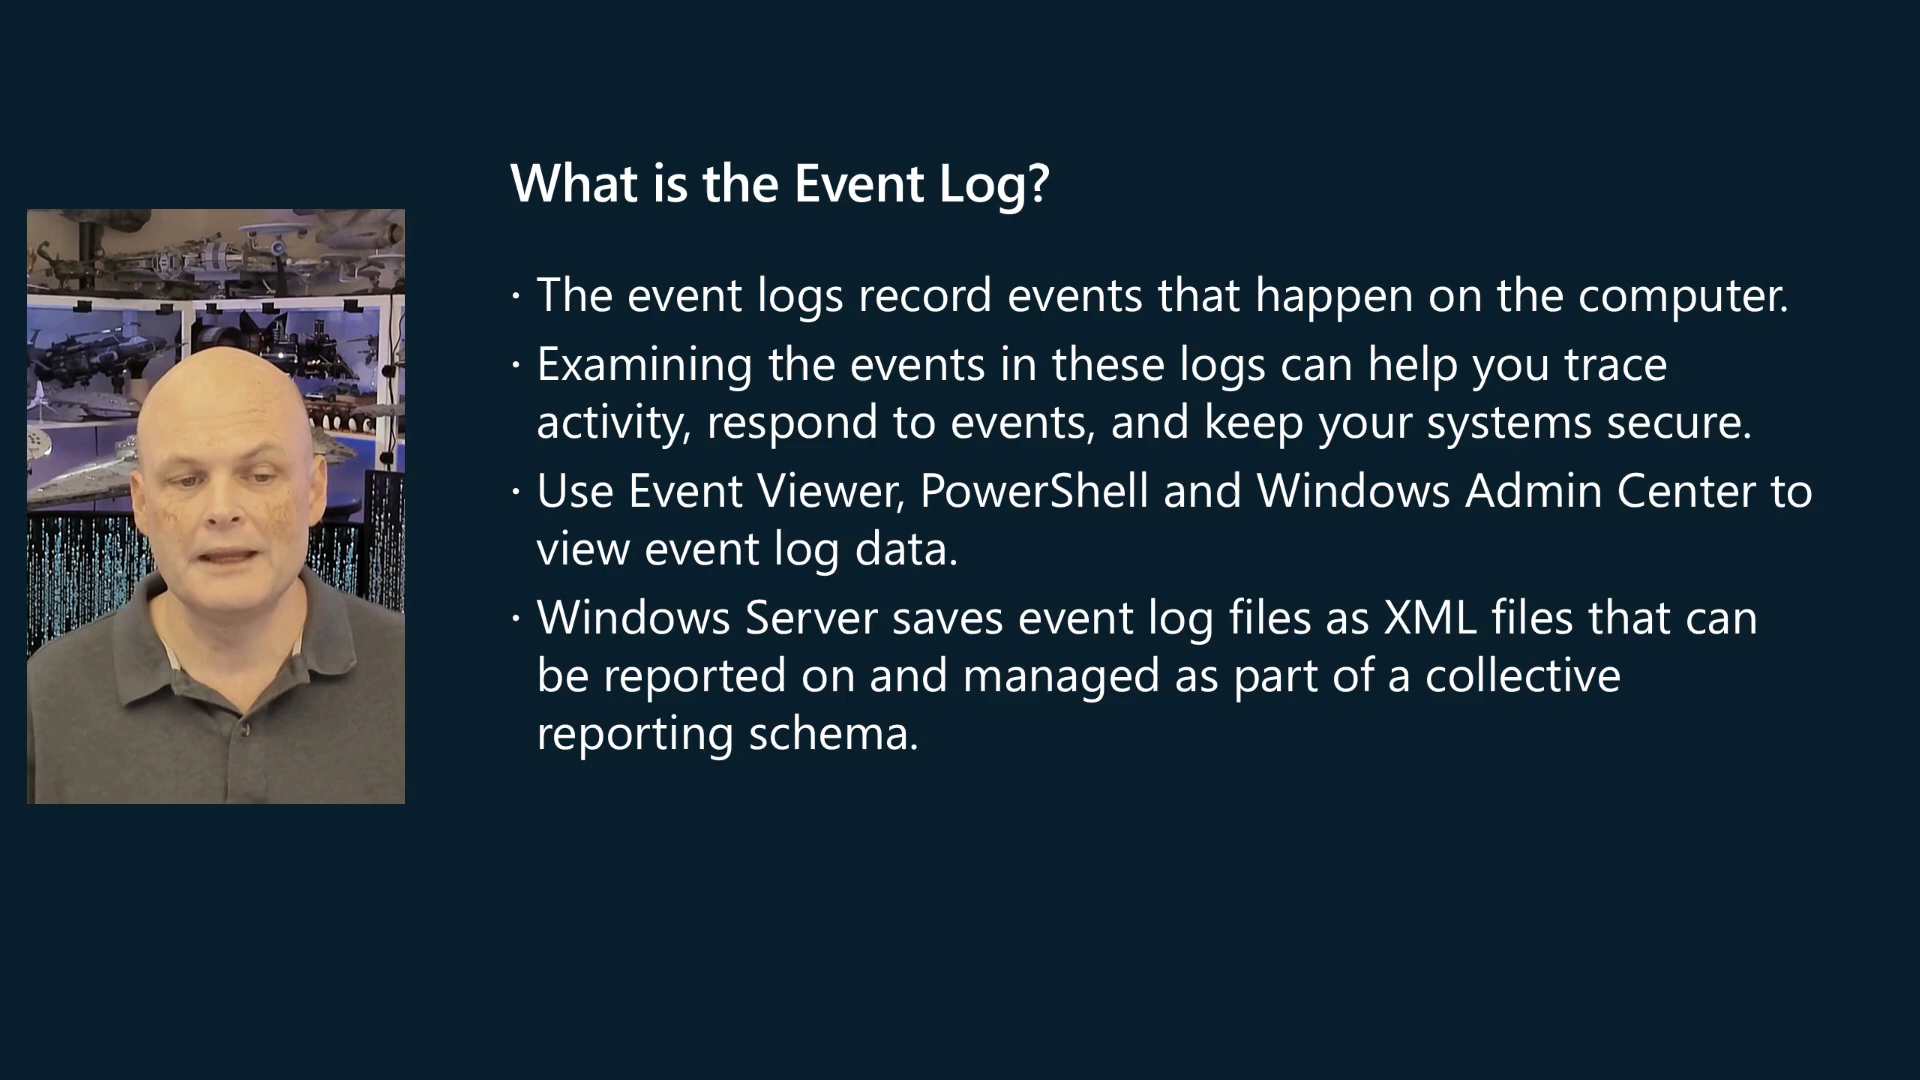 What is the Event Log?
· The event logs record events that happen on the computer.
· Examining the events in these logs can help you trace
activity, respond to events, and keep your systems secure.
· Use Event Viewer, PowerShell and Windows Admin Center to
view event log data.
· Windows Server saves event log files as XML files that can
be reported on and managed as part of a collective
reporting schema.